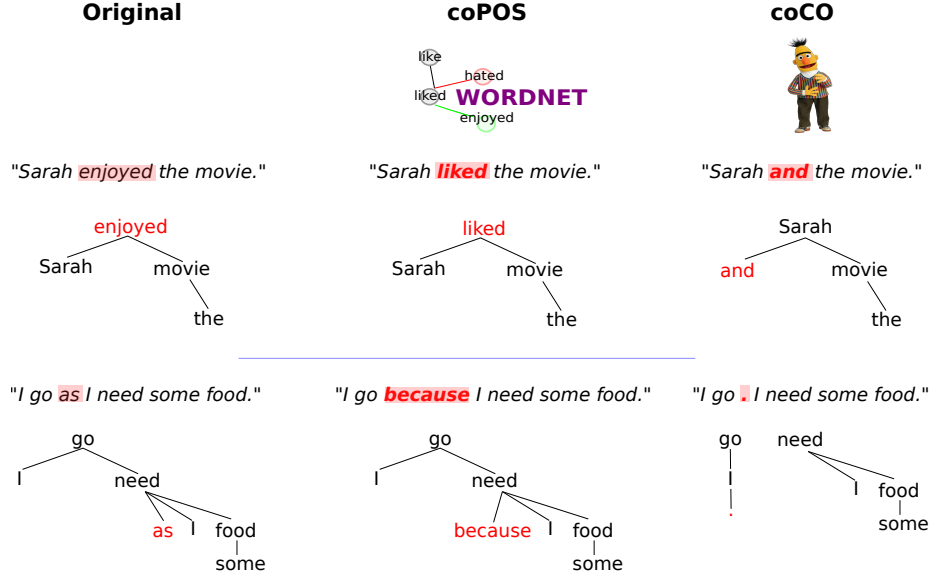 Original coPOS coCO
like
hated
liked WORDNET
enjoyed
"Sarah enjoyed the movie." "Sarah liked the movie." "Sarah and the movie."
enjoyed liked Sarah
Sarah movie Sarah movie and movie
the the the
"I go as I need some food." "I go because I need some food." "I go . I need some food."
go go go need
I need I need I I food
as I food because I food . some
some some